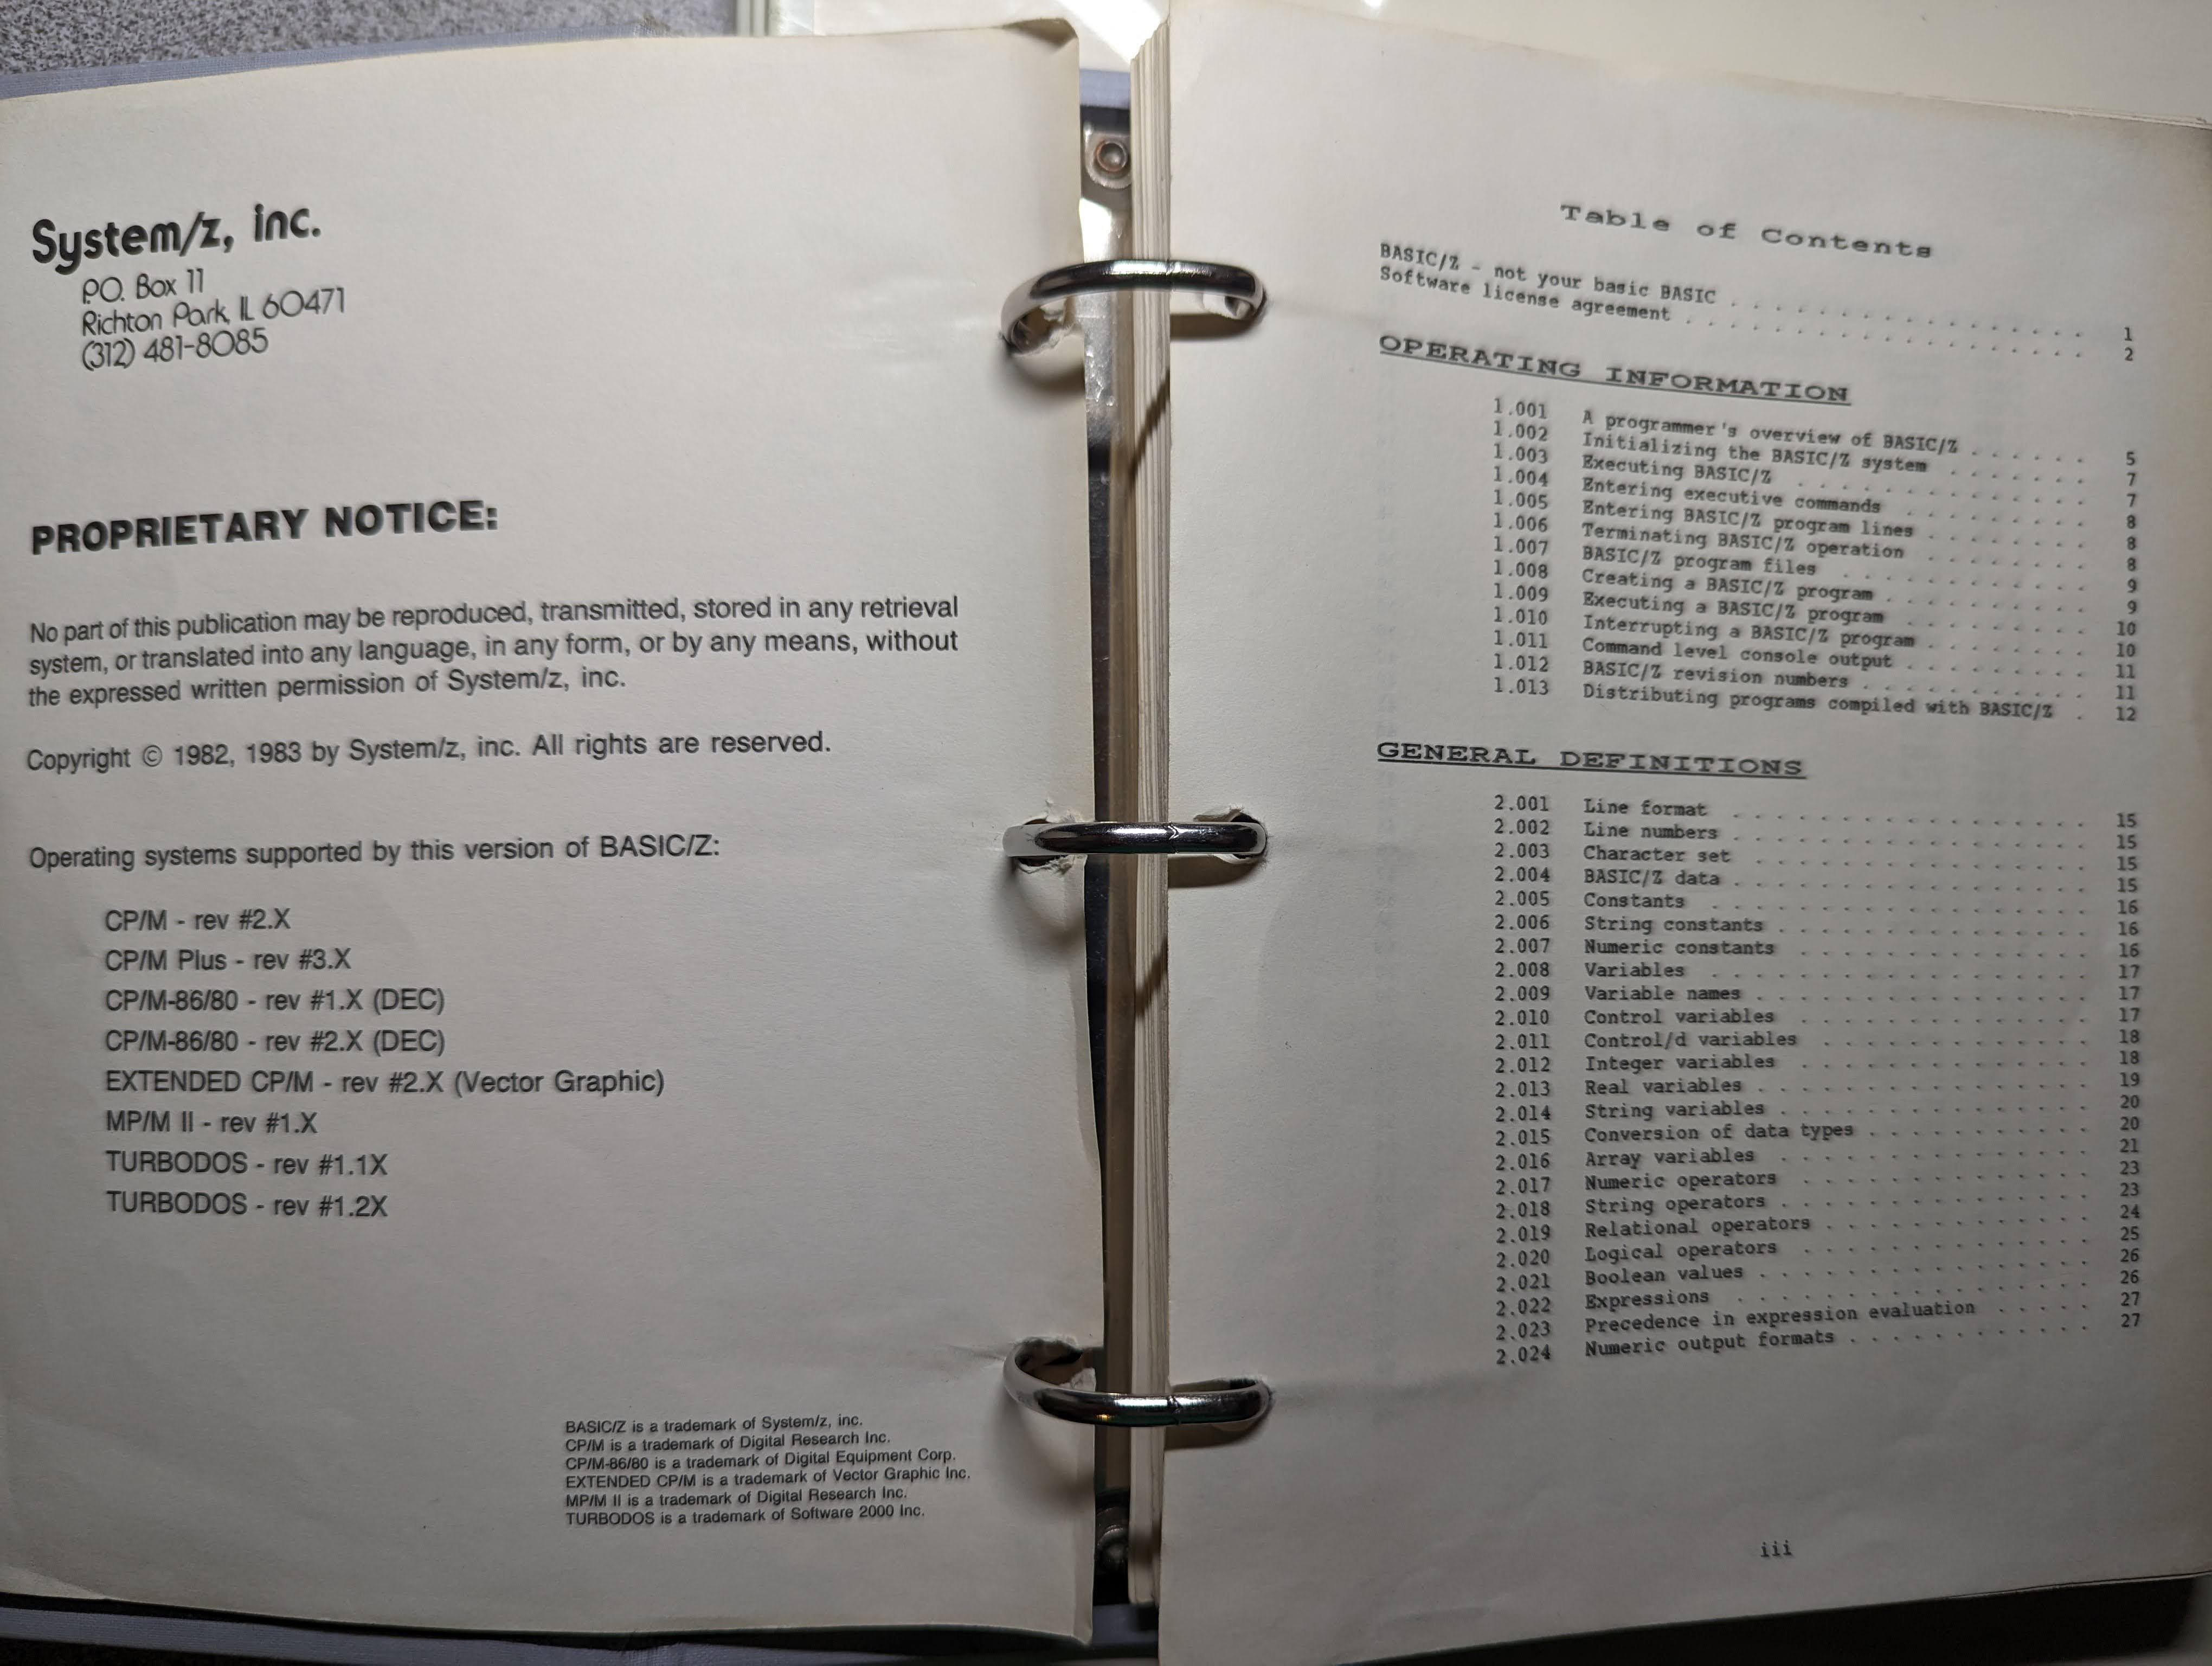 System/z, inc.
P.O. Box 11
Richton Park, IL 60471
(312) 481-8085
PROPRIETARY NOTICE:
No part of this publication may be reproduced, transmitted, stored in any retrieval
system, or translated into any language, in any form, or by any means, without
the expressed written permission of System/z, inc.
Copyright © 1982, 1983 by System/z, inc. All rights are reserved.
Operating systems supported by this version of BASIC/Z:
CP/M - rev #2.X
CP/M Plus - rev #3.X
CP/M-86/80 - rev #1.X (DEC)
CP/M-86/80 - rev #2.X (DEC)
EXTENDED CP/M - rev #2.X (Vector Graphic)
MP/M II - rev #1.X
TURBODOS - rev #1.1X
TURBODOS - rev #1.2X
BASIC/Z is a trademark of System/z, inc.
CP/M is a trademark of Digital Research Inc.
CP/M-86/80 is a trademark of Digital Equipment Corp.
EXTENDED CP/M is a trademark of Vector Graphic Inc.
MP/M II is a trademark of Digital Research Inc.
TURBODOS is a trademark of Software 2000 Inc.
Table of Contents
BASIC/Z - not your basic BASIC . . . . . . . . . . . . . . . . 1
Software license agreement . . . . . . . . . . . . . . . . 2
OPERATING INFORMATION
1.001 A programmer's overview of BASIC/Z . . . . . . 5
1.002 Initializing the BASIC/Z system . . . . . . . 7
1.003 Executing BASIC/Z . . . . . . . . . . . . 7
1.004 Entering executive commands . . . . . . . . 8
1.005 Entering BASIC/Z program lines . . . . . . . 8
1.006 Terminating BASIC/Z operation . . . . . . . 8
1.007 BASIC/Z program files . . . . . . . . . . 9
1.008 Creating a BASIC/Z program . . . . . . . . 9
1.009 Executing a BASIC/Z program . . . . . . . . 10
1.010 Interrupting a BASIC/Z program . . . . . . . 10
1.011 Command level console output . . . . . . . . 11
1.012 BASIC/Z revision numbers . . . . . . . . . 11
1.013 Distributing programs compiled with BASIC/Z . 12
GENERAL DEFINITIONS
2.001 Line format . . . . . . . . . . . . . . 15
2.002 Line numbers . . . . . . . . . . . . . . 15
2.003 Character set . . . . . . . . . . . . . 15
2.004 BASIC/Z data . . . . . . . . . . . . . . 15
2.005 Constants . . . . . . . . . . . . . . . 16
2.006 String constants . . . . . . . . . . . . 16
2.007 Numeric constants . . . . . . . . . . . . 16
2.008 Variables . . . . . . . . . . . . . . . 17
2.009 Variable names . . . . . . . . . . . . . 17
2.010 Control variables . . . . . . . . . . . . 17
2.011 Control/d variables . . . . . . . . . . . 18
2.012 Integer variables . . . . . . . . . . . . 18
2.013 Real variables . . . . . . . . . . . . . 19
2.014 String variables . . . . . . . . . . . . 20
2.015 Conversion of data types . . . . . . . . . 20
2.016 Array variables . . . . . . . . . . . . 21
2.017 Numeric operators . . . . . . . . . . . . 23
2.018 String operators . . . . . . . . . . . . 23
2.019 Relational operators . . . . . . . . . . . 24
2.020 Logical operators . . . . . . . . . . . . 25
2.021 Boolean values . . . . . . . . . . . . . 26
2.022 Expressions . . . . . . . . . . . . . . 26
2.023 Precedence in expression evaluation . . . . . 27
2.024 Numeric output formats . . . . . . . . . . 27
iii